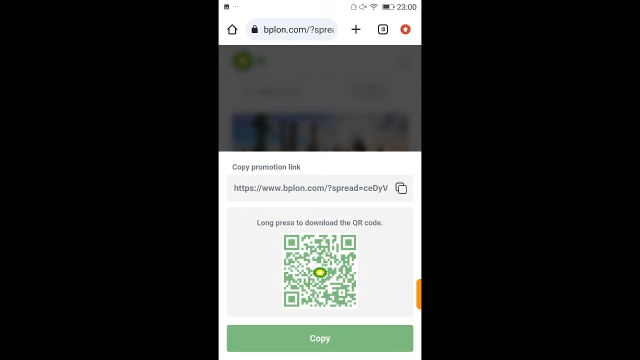 23:00
bplon.com/?sprea
Copy promotion link
https://www.bplon.com/?spread=ceDyV
Long press to download the QR code.
Copy